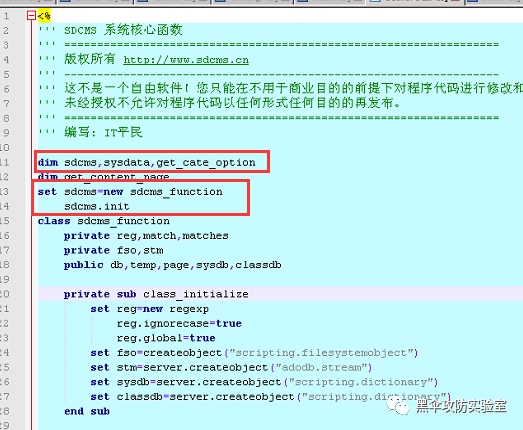 1 <%
2 ''' SDCMS 系统核心函数
3 ''' ============================================================
4 ''' 版权所有 http://www.sdcms.cn
5 ''' ------------------------------------------------------------
6 ''' 这不是一个自由软件！您只能在不用于商业目的的前提下对程序代码进行修改和
7 ''' 未经授权不允许对程序代码以任何形式任何目的的再发布。
8 ''' ============================================================
9 ''' 编写：IT平民
10
11 dim sdcms,sysdata,get_cate_option
12 dim get_content_page
13 set sdcms=new sdcms_function
14     sdcms.init
15 class sdcms_function
16     private reg,match,matches
17     private fso,stm
18     public db,temp,page,sysdb,classdb
19
20     private sub class_initialize
21         set reg=new regexp
22             reg.ignorecase=true
23             reg.global=true
24         set fso=createobject("scripting.filesystemobject")
25         set stm=server.createobject("adodb.stream")
26         set sysdb=server.createobject("scripting.dictionary")
27         set classdb=server.createobject("scripting.dictionary")
28     end sub
29
黑伞攻防实验室